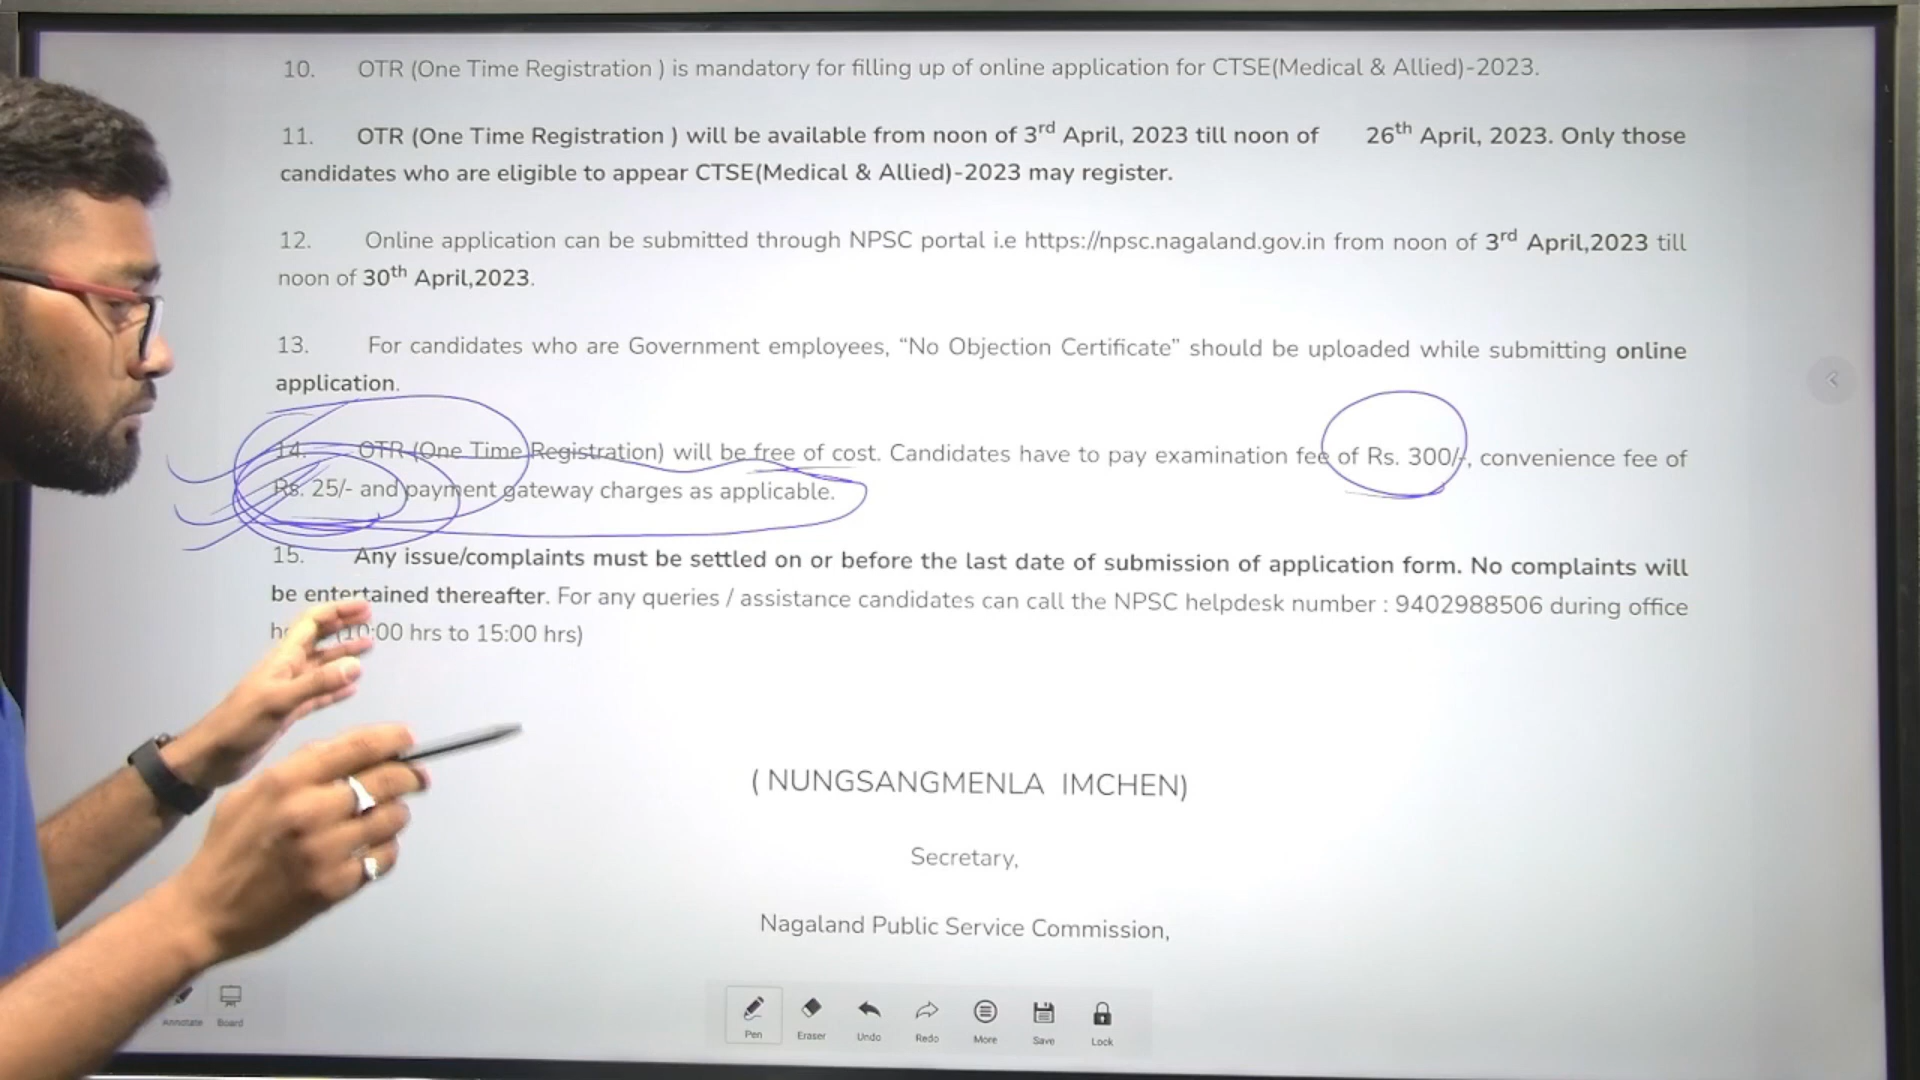 10. OTR (One Time Registration ) is mandatory for filling up of online application for CTSE(Medical & Allied)-2023.
11. OTR (One Time Registration ) will be available from noon of 3rd April, 2023 till noon of 26th April, 2023. Only those
candidates who are eligible to appear CTSE(Medical & Allied)-2023 may register.
12. Online application can be submitted through NPSC portal i.e https://npsc.nagaland.gov.in from noon of 3rd April,2023 till
noon of 30th April,2023.
13. For candidates who are Government employees, “No Objection Certificate” should be uploaded while submitting online
application.
14. OTR (One Time Registration) will be free of cost. Candidates have to pay examination fee of Rs. 300/-, convenience fee of
Rs. 25/- and payment gateway charges as applicable.
15. Any issue/complaints must be settled on or before the last date of submission of application form. No complaints will
be entertained thereafter. For any queries / assistance candidates can call the NPSC helpdesk number : 9402988506 during office
(10:00 hrs to 15:00 hrs)
( NUNGSANGMENLA IMCHEN)
Secretary,
Nagaland Public Service Commission,
Annotate Board Pen Eraser Undo Redo More Save Lock